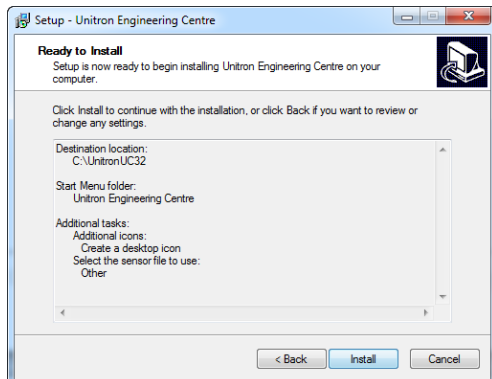 Setup - Unitron Engineering Centre
Ready to Install
Setup is now ready to begin installing Unitron Engineering Centre on your
computer.
Click Install to continue with the installation, or click Back if you want to review or
change any settings.
Destination location:
C:\UnitronUC32
Start Menu folder:
Unitron Engineering Centre
Additional tasks:
Additional icons:
Create a desktop icon
Select the sensor file to use:
Other
< Back
Install
Cancel